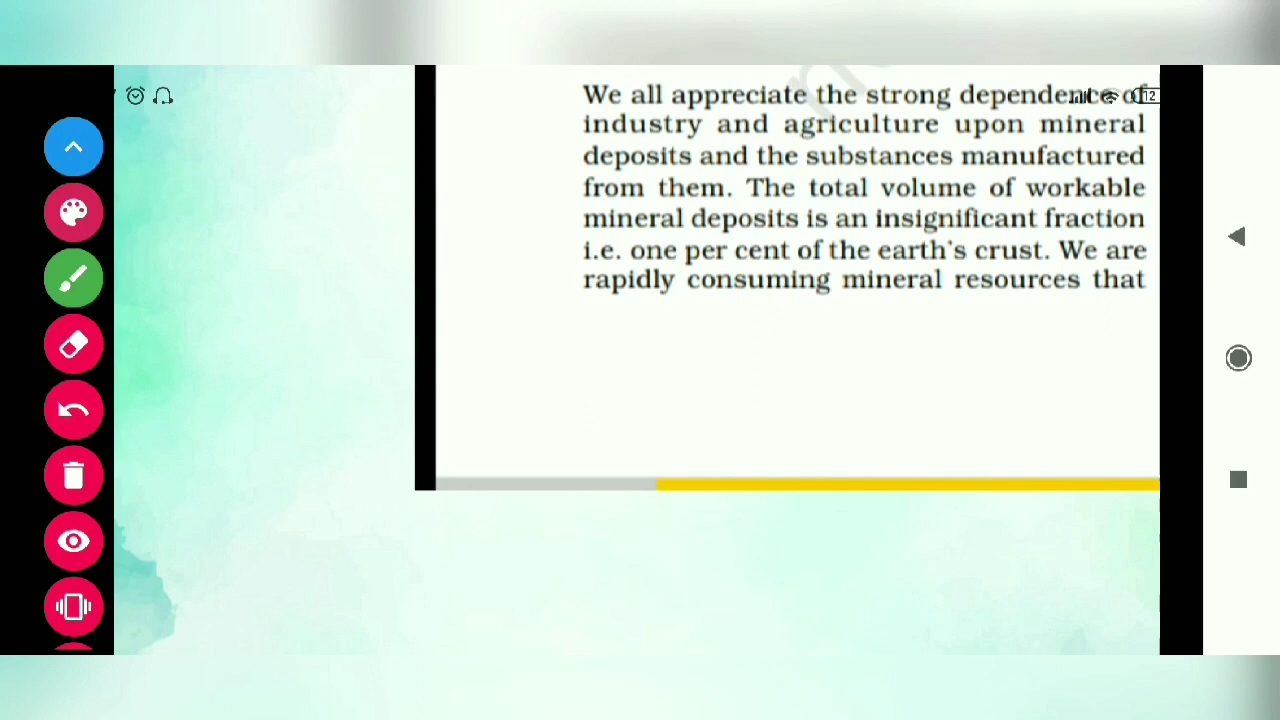 We all appreciate the strong dependence of
industry and agriculture upon mineral
deposits and the substances manufactured
from them. The total volume of workable
mineral deposits is an insignificant fraction
i.e. one per cent of the earth's crust. We are
rapidly consuming mineral resources that
12